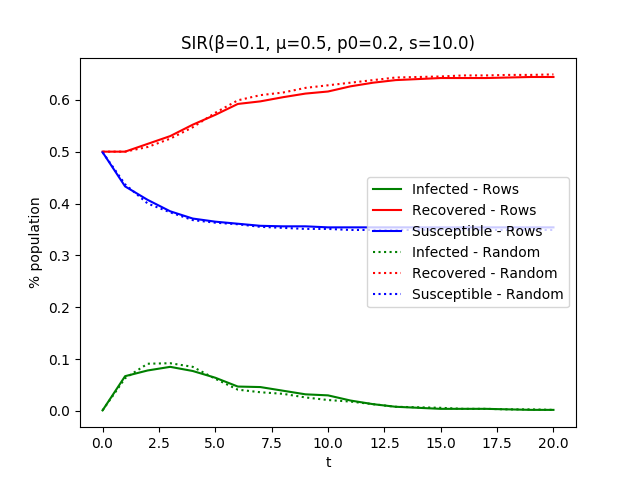 SIR(β=0.1, μ=0.5, p0=0.2, s=10.0)
% population
0.6
0.5
0.4
0.3
0.2
0.1
0.0
Infected - Rows
Recovered - Rows
Susceptible - Rows
Infected - Random
Recovered - Random
Susceptible - Random
0.0 2.5 5.0 7.5 10.0 12.5 15.0 17.5 20.0
t